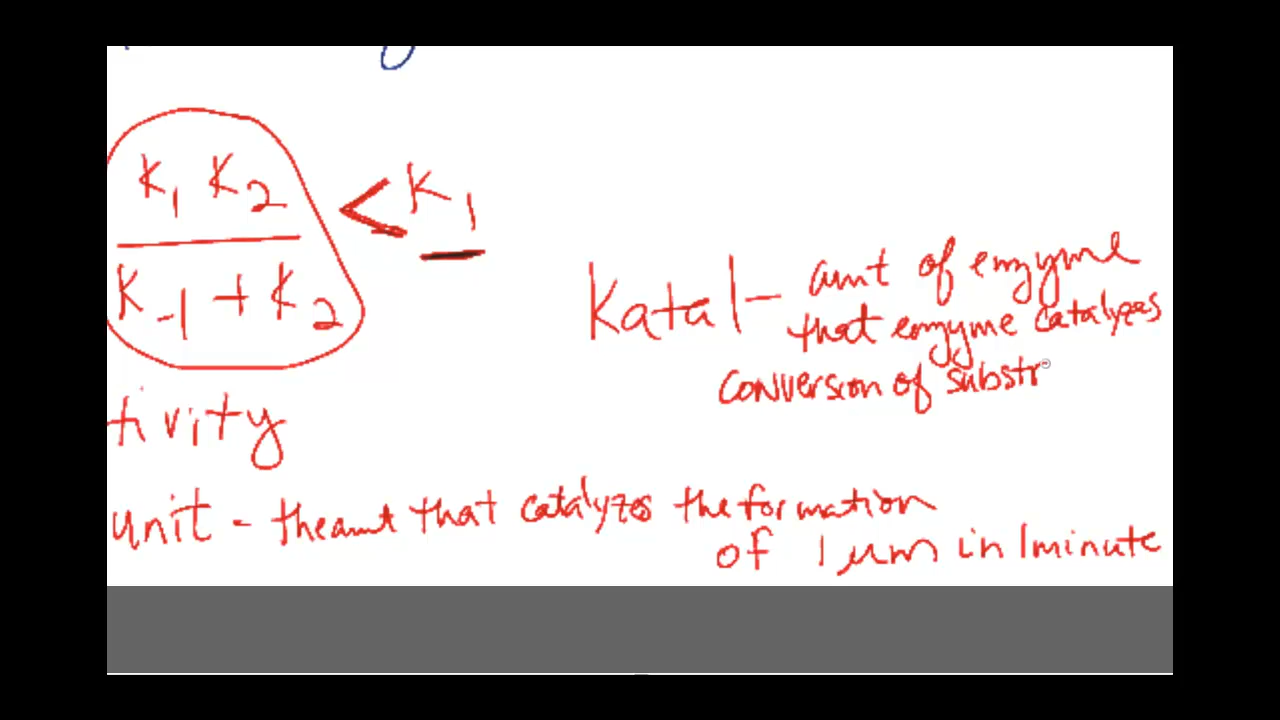 K1 K2
K-1 + K2
< K1
Katal - amt of enzyme
that enzyme catalyzes
conversion of substr
tivity
unit - the amt that catalyzes the formation
of 1 µm in 1 minute